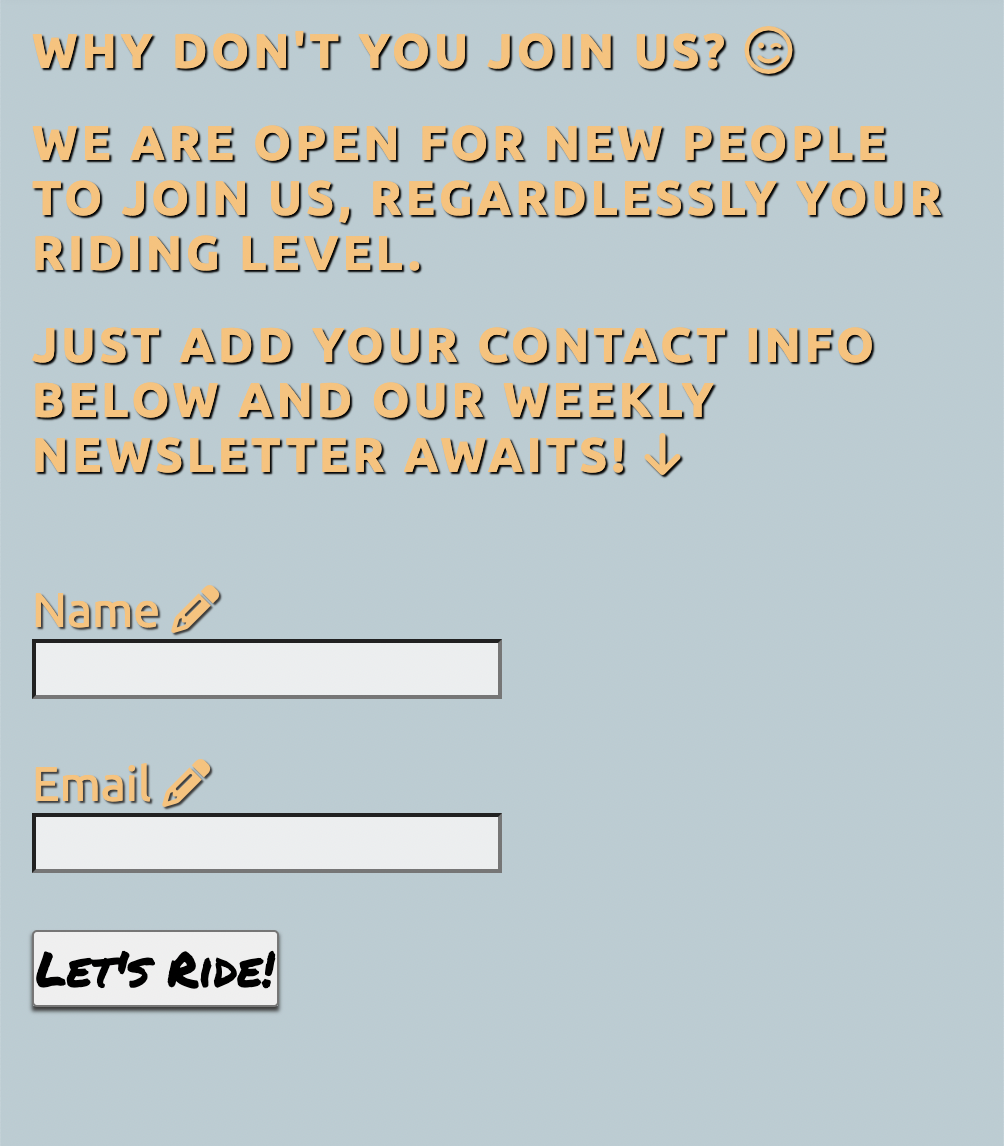 WHY DON'T YOU JOIN US?
WE ARE OPEN FOR NEW PEOPLE
TO JOIN US, REGARDLESSLY YOUR
RIDING LEVEL.
JUST ADD YOUR CONTACT INFO
BELOW AND OUR WEEKLY
NEWSLETTER AWAITS! ↓
Name
Email
Let's Ride!